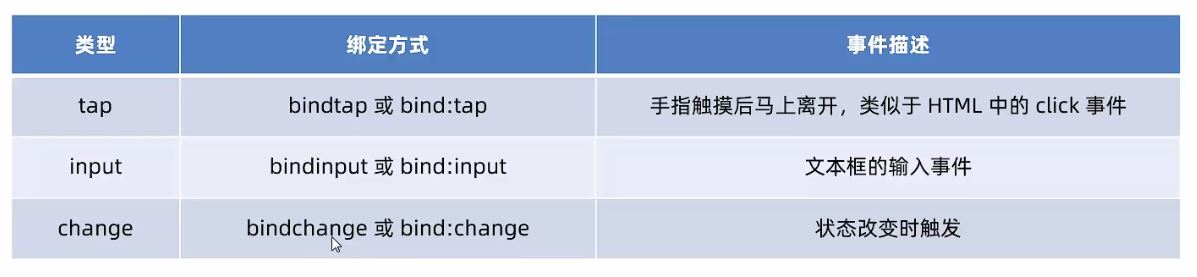 类型 绑定方式 事件描述
tap bindtap 或 bind:tap 手指触摸后马上离开，类似于 HTML 中的 click 事件
input bindinput 或 bind:input 文本框的输入事件
change bindchange 或 bind:change 状态改变时触发